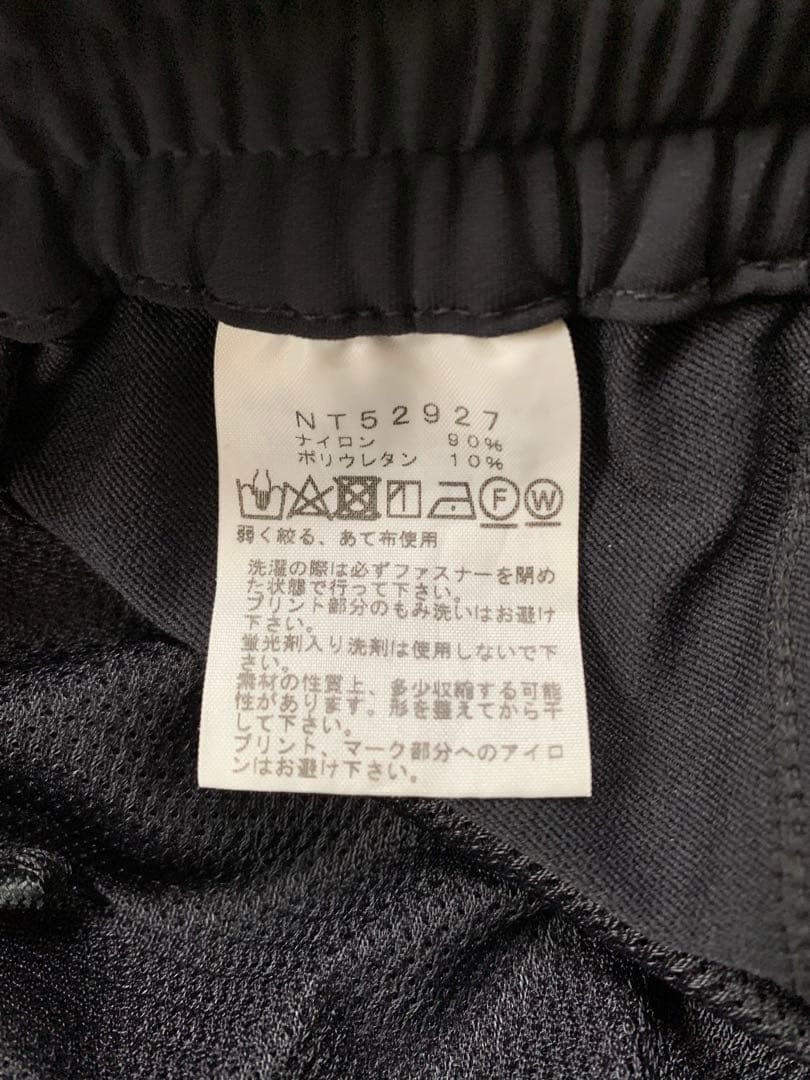 NT52927
ナイロン 90%
ポリウレタン 10%
F W
弱く絞る、あて布使用
洗濯の際は必ずファスナーを閉め
た状態で行って下さい。
プリント部分のもみ洗いはお避け
下さい。
蛍光剤入り洗剤は使用しないで下
さい。
素材の性質上、多少収縮する可能
性があります。形を整えてから干
して下さい。
プリント、マーク部分へのアイロ
ンはお避け下さい。